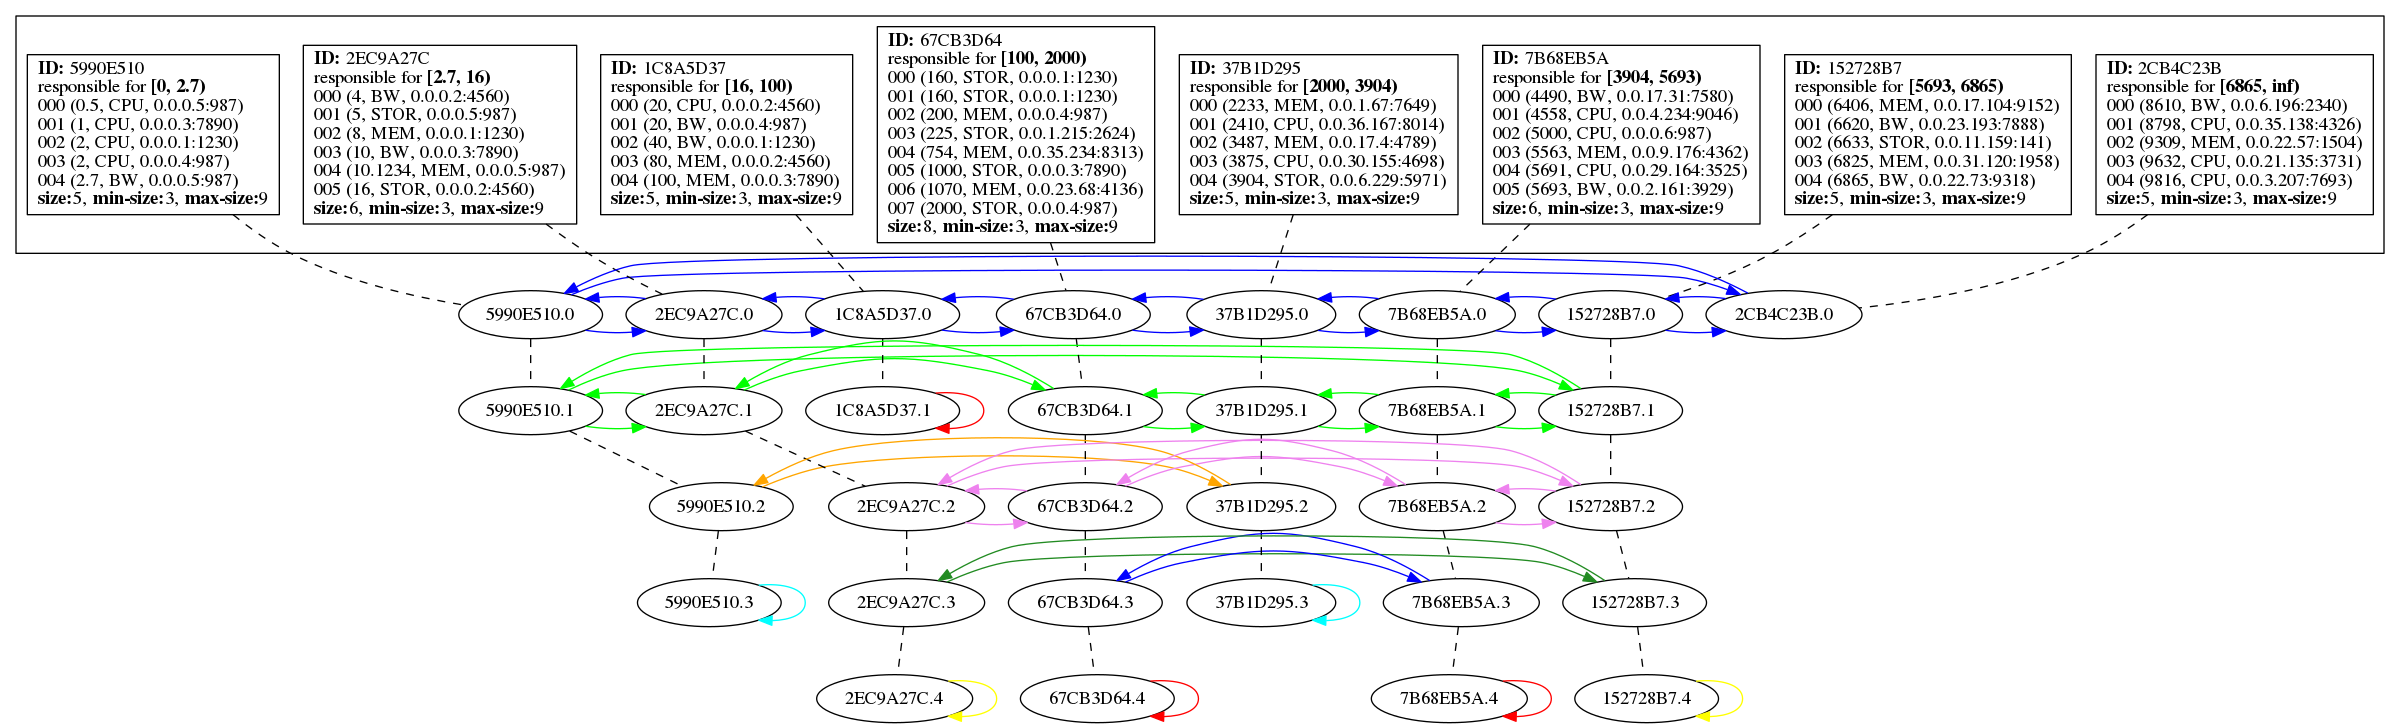 ID: 5990E510
responsible for [0, 2.7)
000 (0.5, CPU, 0.0.0.5:987)
001 (1, CPU, 0.0.0.3:7890)
002 (2, CPU, 0.0.0.1:1230)
003 (2, CPU, 0.0.0.4:987)
004 (2.7, BW, 0.0.0.5:987)
size:5, min-size:3, max-size:9
ID: 2EC9A27C
responsible for [2.7, 16)
000 (4, BW, 0.0.0.2:4560)
001 (5, STOR, 0.0.0.5:987)
002 (8, MEM, 0.0.0.1:1230)
003 (10, BW, 0.0.0.3:7890)
004 (10.1234, MEM, 0.0.0.5:987)
005 (16, STOR, 0.0.0.2:4560)
size:6, min-size:3, max-size:9
ID: 1C8A5D37
responsible for [16, 100)
000 (20, CPU, 0.0.0.2:4560)
001 (20, BW, 0.0.0.4:987)
002 (40, BW, 0.0.0.1:1230)
003 (80, MEM, 0.0.0.2:4560)
004 (100, MEM, 0.0.0.3:7890)
size:5, min-size:3, max-size:9
ID: 67CB3D64
responsible for [100, 2000)
000 (160, STOR, 0.0.0.1:1230)
001 (160, STOR, 0.0.0.1:1230)
002 (200, MEM, 0.0.0.4:987)
003 (225, STOR, 0.0.1.215:2624)
004 (754, MEM, 0.0.35.234:8313)
005 (1000, STOR, 0.0.0.3:7890)
006 (1070, MEM, 0.0.23.68:4136)
007 (2000, STOR, 0.0.0.4:987)
size:8, min-size:3, max-size:9
ID: 37B1D295
responsible for [2000, 3904)
000 (2233, MEM, 0.0.1.67:7649)
001 (2410, CPU, 0.0.36.167:8014)
002 (3487, MEM, 0.0.17.4:4789)
003 (3875, CPU, 0.0.30.155:4698)
004 (3904, STOR, 0.0.6.229:5971)
size:5, min-size:3, max-size:9
ID: 7B68EB5A
responsible for [3904, 5693)
000 (4490, BW, 0.0.17.31:7580)
001 (4558, CPU, 0.0.4.234:9046)
002 (5000, CPU, 0.0.0.6:987)
003 (5563, MEM, 0.0.9.176:4362)
004 (5691, CPU, 0.0.29.164:3525)
005 (5693, BW, 0.0.2.161:3929)
size:6, min-size:3, max-size:9
ID: 152728B7
responsible for [5693, 6865)
000 (6406, MEM, 0.0.17.104:9152)
001 (6620, BW, 0.0.23.193:7888)
002 (6633, STOR, 0.0.11.159:141)
003 (6825, MEM, 0.0.31.120:1958)
004 (6865, BW, 0.0.22.73:9318)
size:5, min-size:3, max-size:9
ID: 2CB4C23B
responsible for [6865, inf)
000 (8610, BW, 0.0.6.196:2340)
001 (8798, CPU, 0.0.35.138:4326)
002 (9309, MEM, 0.0.22.57:1504)
003 (9632, CPU, 0.0.21.135:3731)
004 (9816, CPU, 0.0.3.207:7693)
size:5, min-size:3, max-size:9
5990E510.0
2EC9A27C.0
1C8A5D37.0
67CB3D64.0
37B1D295.0
7B68EB5A.0
152728B7.0
2CB4C23B.0
5990E510.1
2EC9A27C.1
1C8A5D37.1
67CB3D64.1
37B1D295.1
7B68EB5A.1
152728B7.1
5990E510.2
2EC9A27C.2
67CB3D64.2
37B1D295.2
7B68EB5A.2
152728B7.2
5990E510.3
2EC9A27C.3
67CB3D64.3
37B1D295.3
7B68EB5A.3
152728B7.3
2EC9A27C.4
67CB3D64.4
7B68EB5A.4
152728B7.4